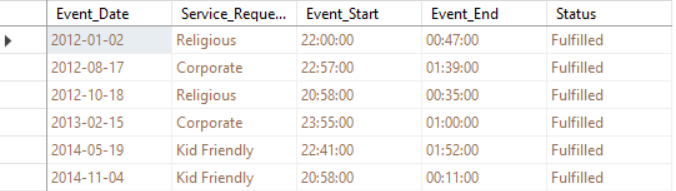 Event_Date Service_Reque... Event_Start Event_End Status
2012-01-02 Religious 22:00:00 00:47:00 Fulfilled
2012-08-17 Corporate 22:57:00 01:39:00 Fulfilled
2012-10-18 Religious 20:58:00 00:35:00 Fulfilled
2013-02-15 Corporate 23:55:00 01:00:00 Fulfilled
2014-05-19 Kid Friendly 22:41:00 01:52:00 Fulfilled
2014-11-04 Kid Friendly 20:58:00 00:11:00 Fulfilled